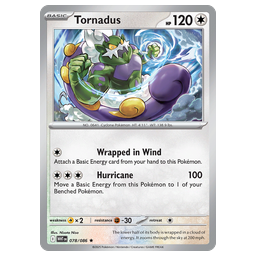 BASIC
Tornadus
HP 120
Wrapped in Wind
Attach a Basic Energy card from your hand to this Pokémon.
Hurricane 100
Move a Basic Energy from this Pokémon to 1 of
your Benched Pokémon.
weakness ×2 resistance -30 retreat
078/086
The lower half of its body is wrapped in a cloud
of energy. It soars through the sky at 200 mph.